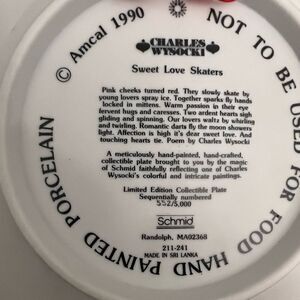 © Amcal 1990
NOT TO BE USED FOR FOOD
HAND PAINTED PORCELAIN
CHARLES
WYSOCKI
Sweet Love Skaters
Pink cheeks turned red. They slowly skate by
young lovers spray ice. Together sparks fly hands
locked in mittens. Warm passion in their eye
fervent hugs and caresses. Two ardent hearts sigh
gliding and spinning. Our lovers waltz by whirling
and twirling. Romantic darts fly the moon showers
light. Affection is high it's dear sweet love. And
touching hearts tie. Poem by Charles Wysocki
A meticulously hand-painted, hand-crafted,
collectible plate brought to you by the magic
of Schmid faithfully reflecting one of Charles
Wysocki's colorful and intricate paintings.
Limited Edition Collectible Plate
Sequentially numbered
552/6,000
Schmid
Randolph, MA02368
211-241
MADE IN SRI LANKA